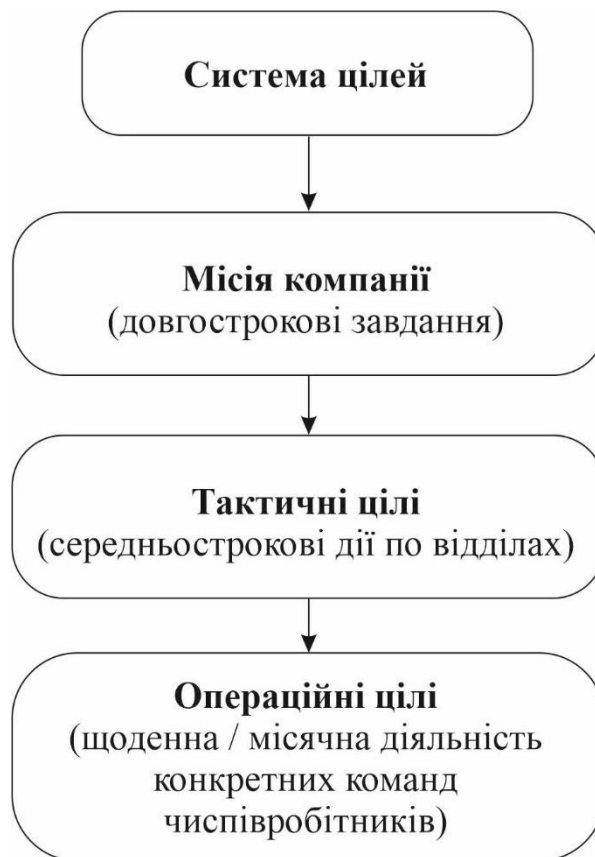 Система цілей
Місія компанії
(довгострокові завдання)
Тактичні цілі
(середньострокові дії по відділах)
Операційні цілі
(щоденна / місячна діяльність
конкретних команд
чиспівробітників)